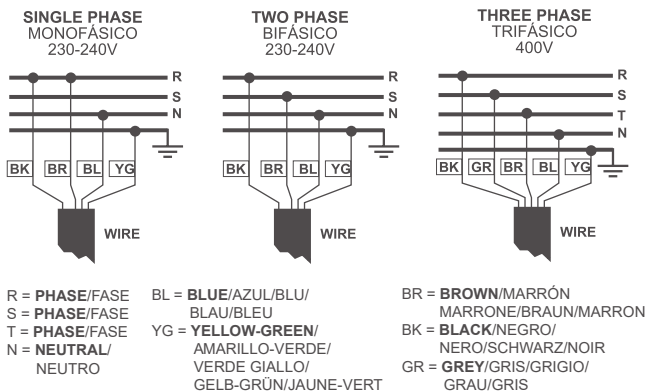 SINGLE PHASE
MONOFÁSICO
230-240V
R
S
N
BK BR BL YG
WIRE
TWO PHASE
BIFÁSICO
230-240V
R
S
N
BK BR BL YG
WIRE
THREE PHASE
TRIFÁSICO
400V
R
S
T
N
BK GR BR BL YG
WIRE
R = PHASE/FASE
S = PHASE/FASE
T = PHASE/FASE
N = NEUTRAL/
NEUTRO
BL = BLUE/AZUL/BLU/
BLAU/BLEU
YG = YELLOW-GREEN/
AMARILLO-VERDE/
VERDE GIALLO/
GELB-GRÜN/JAUNE-VERT
BR = BROWN/MARRÓN
MARRONE/BRAUN/MARRON
BK = BLACK/NEGRO/
NERO/SCHWARZ/NOIR
GR = GREY/GRIS/GRIGIO/
GRAU/GRIS